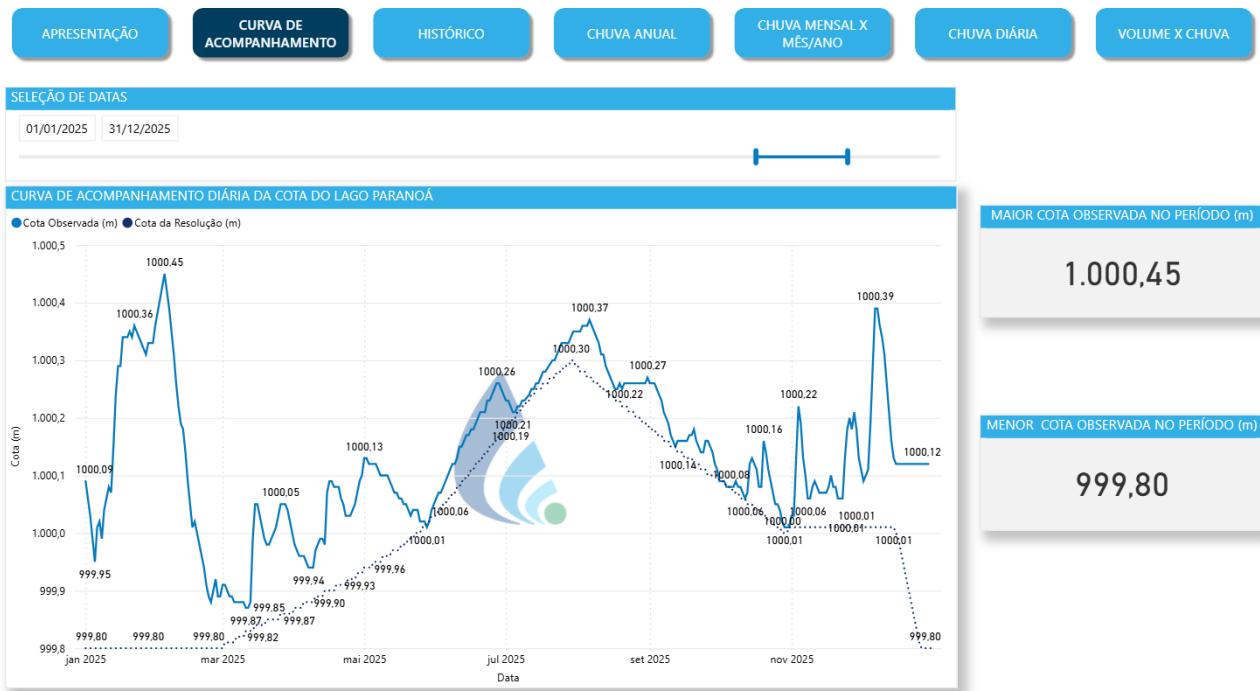 APRESENTAÇÃO
CURVA DE
ACOMPANHAMENTO
HISTÓRICO
CHUVA ANUAL
CHUVA MENSAL X
MÊS/ANO
CHUVA DIÁRIA
VOLUME X CHUVA
SELEÇÃO DE DATAS
01/01/2025 31/12/2025
CURVA DE ACOMPANHAMENTO DIÁRIA DA COTA DO LAGO PARANOÁ
Cota Observada (m) Cota da Resolução (m)
Cota (m)
1.000,5
1.000,4
1.000,3
1.000,2
1.000,1
1.000,0
999,9
999,8
1000,09
999,95
1000,36
1000,45
1000,05
999,94
1000,13
1000,26
1000,21
1000,19
1000,37
1000,30
1000,22
1000,27
1000,14
1000,08
1000,16
1000,06
1000,00
1000,01
1000,22
1000,06
1000,01
1000,01
1000,39
1000,12
1000,01
999,80
999,80
999,80
999,80
999,87
999,82
999,85
999,87
999,90
999,93
999,96
1000,01
1000,06
jan 2025
mar 2025
mai 2025
jul 2025
set 2025
nov 2025
Data
MAIOR COTA OBSERVADA NO PERÍODO (m)
1.000,45
MENOR COTA OBSERVADA NO PERÍODO (m)
999,80